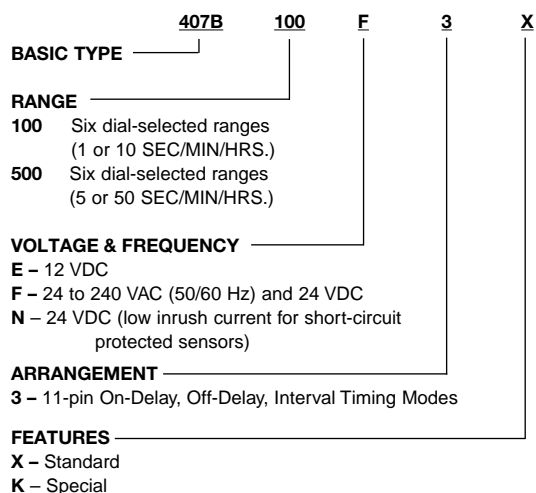 407B 100 F 3 X
BASIC TYPE
RANGE
100 Six dial-selected ranges
(1 or 10 SEC/MIN/HRS.)
500 Six dial-selected ranges
(5 or 50 SEC/MIN/HRS.)
VOLTAGE & FREQUENCY
E – 12 VDC
F – 24 to 240 VAC (50/60 Hz) and 24 VDC
N – 24 VDC (low inrush current for short-circuit
protected sensors)
ARRANGEMENT
3 – 11-pin On-Delay, Off-Delay, Interval Timing Modes
FEATURES
X – Standard
K – Special